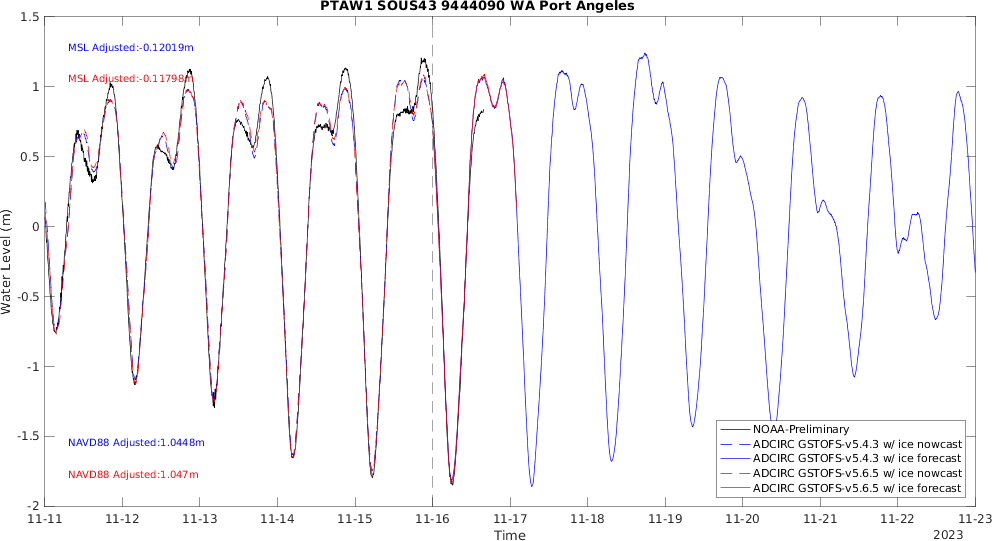 PTAW1 SOUS43 9444090 WA Port Angeles
1.5
1
0.5
0
-0.5
-1
-1.5
-2
Water Level (m)
MSL Adjusted:-0.12019m
MSL Adjusted:-0.11798m
NAVD88 Adjusted:1.0448m
NAVD88 Adjusted:1.047m
NOAA-Preliminary
ADCIRC GSTOFS-v5.4.3 w/ ice nowcast
ADCIRC GSTOFS-v5.4.3 w/ ice forecast
ADCIRC GSTOFS-v5.6.5 w/ ice nowcast
ADCIRC GSTOFS-v5.6.5 w/ ice forecast
11-11 11-12 11-13 11-14 11-15 11-16 11-17 11-18 11-19 11-20 11-21 11-22 11-23
Time
2023